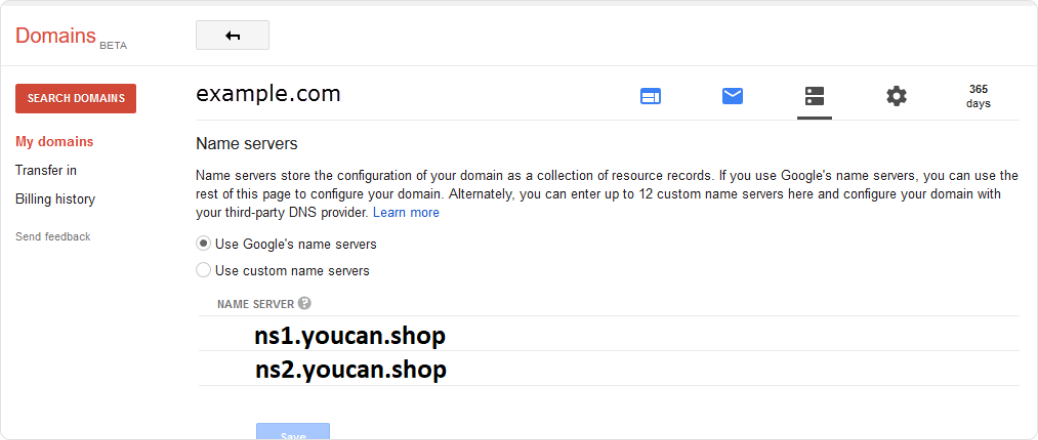 Domains BETA
SEARCH DOMAINS
My domains
Transfer in
Billing history
Send feedback
example.com
365
days
Name servers
Name servers store the configuration of your domain as a collection of resource records. If you use Google's name servers, you can use the
rest of this page to configure your domain. Alternately, you can enter up to 12 custom name servers here and configure your domain with
your third-party DNS provider. Learn more
Use Google's name servers
Use custom name servers
NAME SERVER ?
ns1.youcan.shop
ns2.youcan.shop
Save